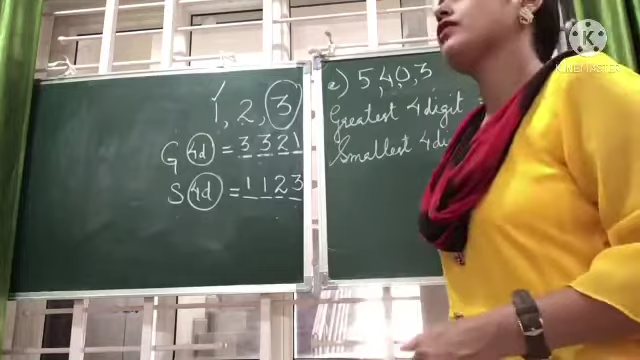 1, 2, 3
G 4d = 3 3 2 1
S 4d = 1 1 2 3
a) 5, 4, 0, 3
Greatest 4 digit =
Smallest 4 di
K
KINEMASTER